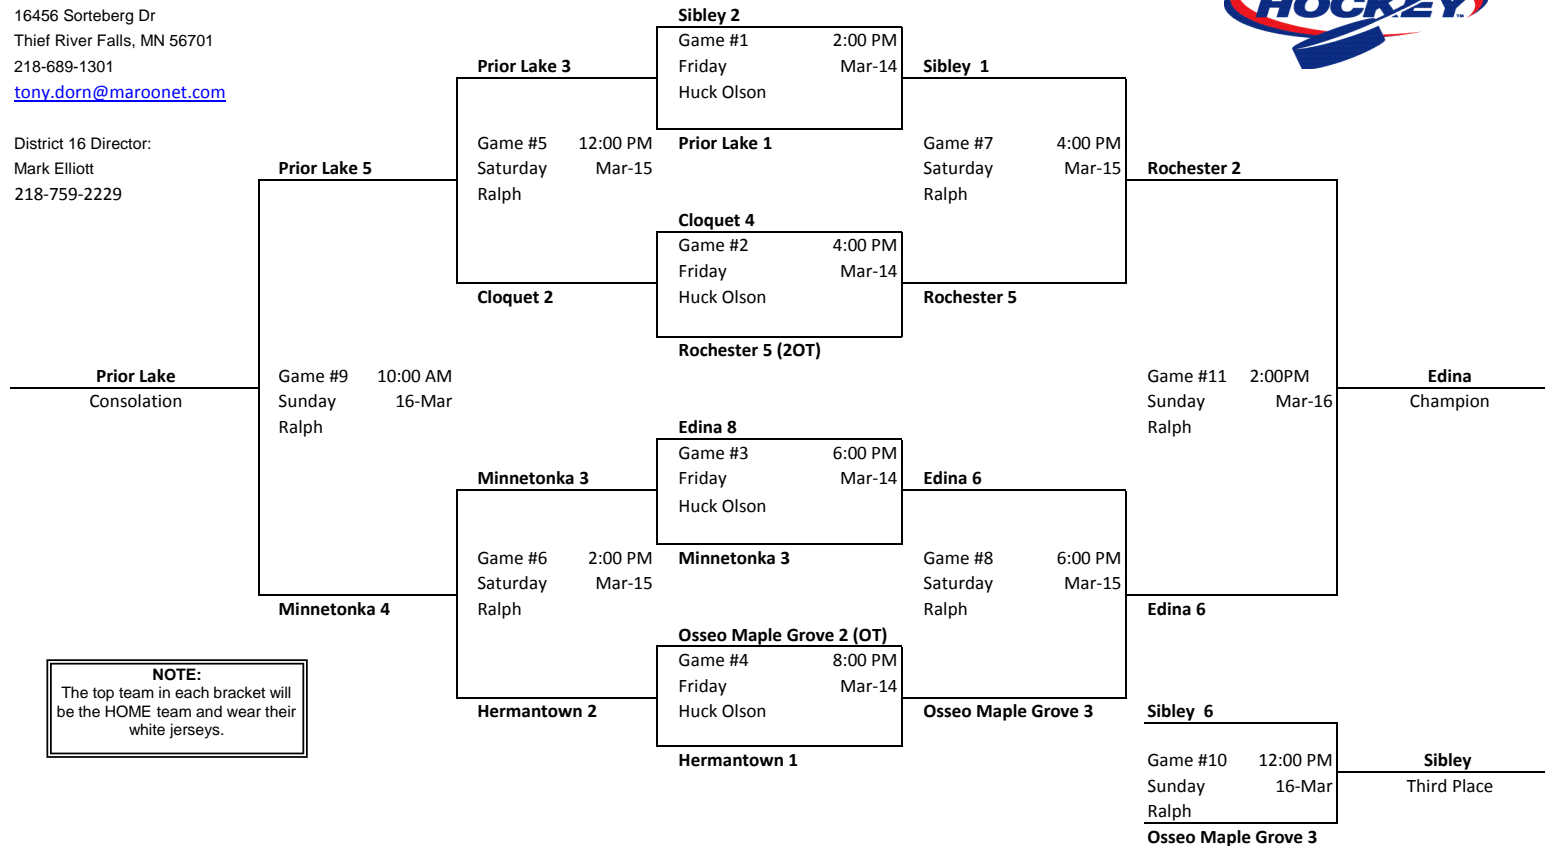 16456 Sorteberg Dr
Thief River Falls, MN 56701
218-689-1301
tony.dorn@maroonet.com
District 16 Director:
Mark Elliott
218-759-2229
HOCKEY
Sibley 2
Game #1 2:00 PM
Friday Mar-14
Huck Olson
Prior Lake 1
Prior Lake 3
Game #5 12:00 PM
Saturday Mar-15
Ralph
Cloquet 2
Sibley 1
Game #7 4:00 PM
Saturday Mar-15
Ralph
Rochester 5
Prior Lake 5
Rochester 2
Cloquet 4
Game #2 4:00 PM
Friday Mar-14
Huck Olson
Rochester 5 (2OT)
Prior Lake
Consolation
Game #9 10:00 AM
Sunday 16-Mar
Ralph
Game #11 2:00PM
Sunday Mar-16
Ralph
Edina
Champion
Edina 8
Game #3 6:00 PM
Friday Mar-14
Huck Olson
Minnetonka 3
Minnetonka 3
Game #6 2:00 PM
Saturday Mar-15
Ralph
Hermantown 2
Edina 6
Game #8 6:00 PM
Saturday Mar-15
Ralph
Osseo Maple Grove 3
Minnetonka 4
Edina 6
Osseo Maple Grove 2 (OT)
Game #4 8:00 PM
Friday Mar-14
Huck Olson
Hermantown 1
NOTE:
The top team in each bracket will
be the HOME team and wear their
white jerseys.
Sibley 6
Game #10 12:00 PM
Sunday 16-Mar
Ralph
Osseo Maple Grove 3
Sibley
Third Place